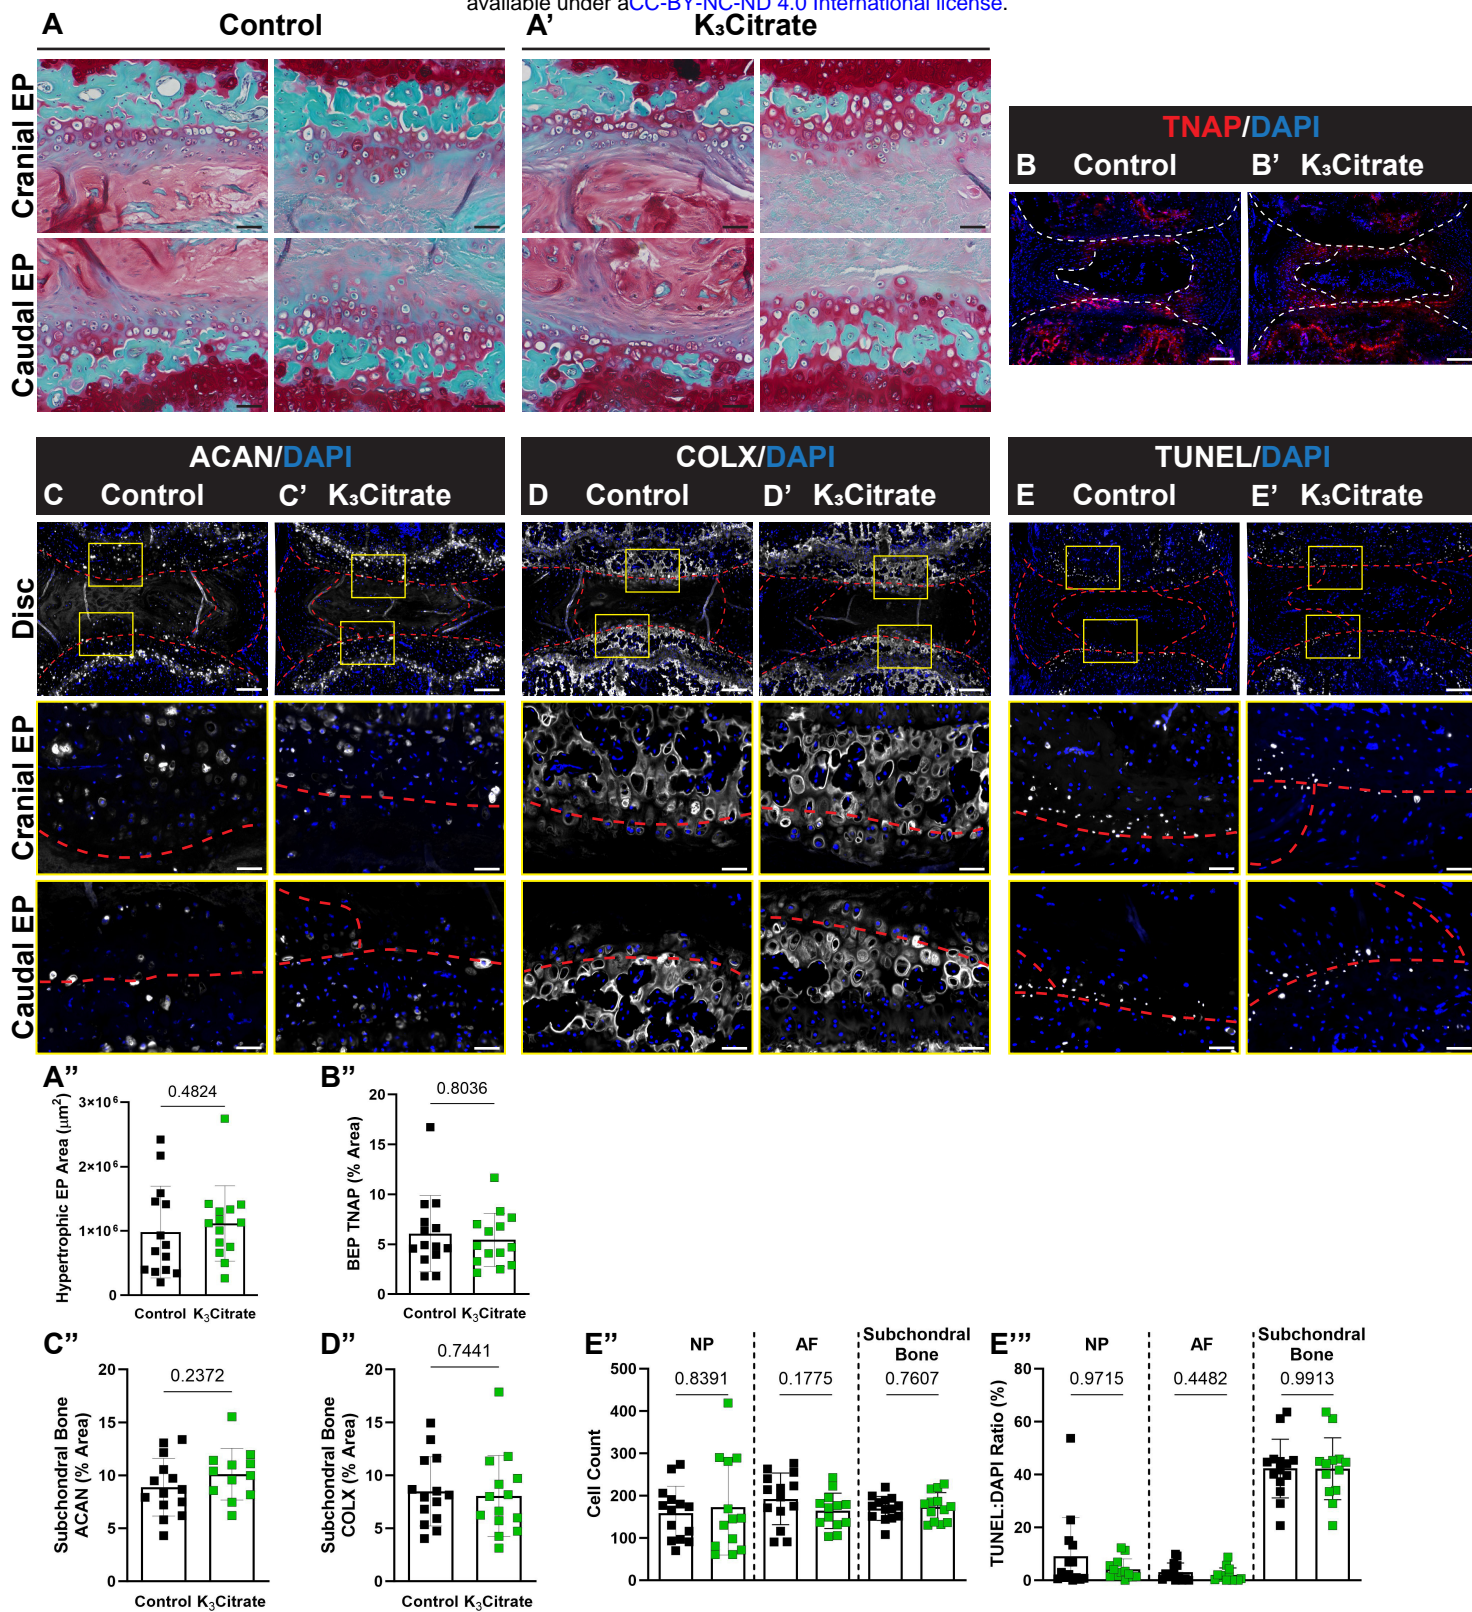 available under aCC-BY-NC-ND 4.0 International license.
A Control A' K₃Citrate
Cranial EP
Caudal EP
TNAP/DAPI
B Control B' K₃Citrate
ACAN/DAPI COLX/DAPI TUNEL/DAPI
C Control C' K₃Citrate D Control D' K₃Citrate E Control E' K₃Citrate
Disc
Cranial EP
Caudal EP
A''
Hypertrophic EP Area (μm²)
3×10⁶
2×10⁶
1×10⁶
0
0.4824
Control K₃Citrate
B''
BEP TNAP (% Area)
20
15
10
5
0
0.8036
Control K₃Citrate
C''
Subchondral Bone
ACAN (% Area)
20
15
10
5
0
0.2372
Control K₃Citrate
D''
Subchondral Bone
COLX (% Area)
20
15
10
5
0
0.7441
Control K₃Citrate
E''
Cell Count
500
400
300
200
100
0
NP AF Subchondral
Bone
0.8391 0.1775 0.7607
E'''
TUNEL:DAPI Ratio (%)
80
60
40
20
0
NP AF Subchondral
Bone
0.9715 0.4482 0.9913